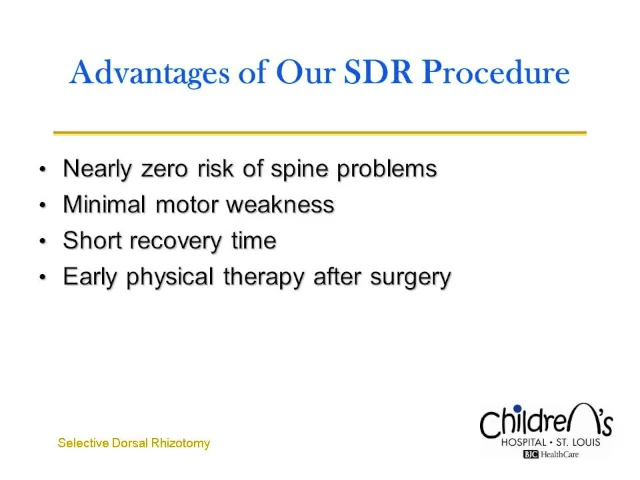 Advantages of Our SDR Procedure
• Nearly zero risk of spine problems
• Minimal motor weakness
• Short recovery time
• Early physical therapy after surgery
Selective Dorsal Rhizotomy
Children's
HOSPITAL • ST. LOUIS
BJC HealthCare